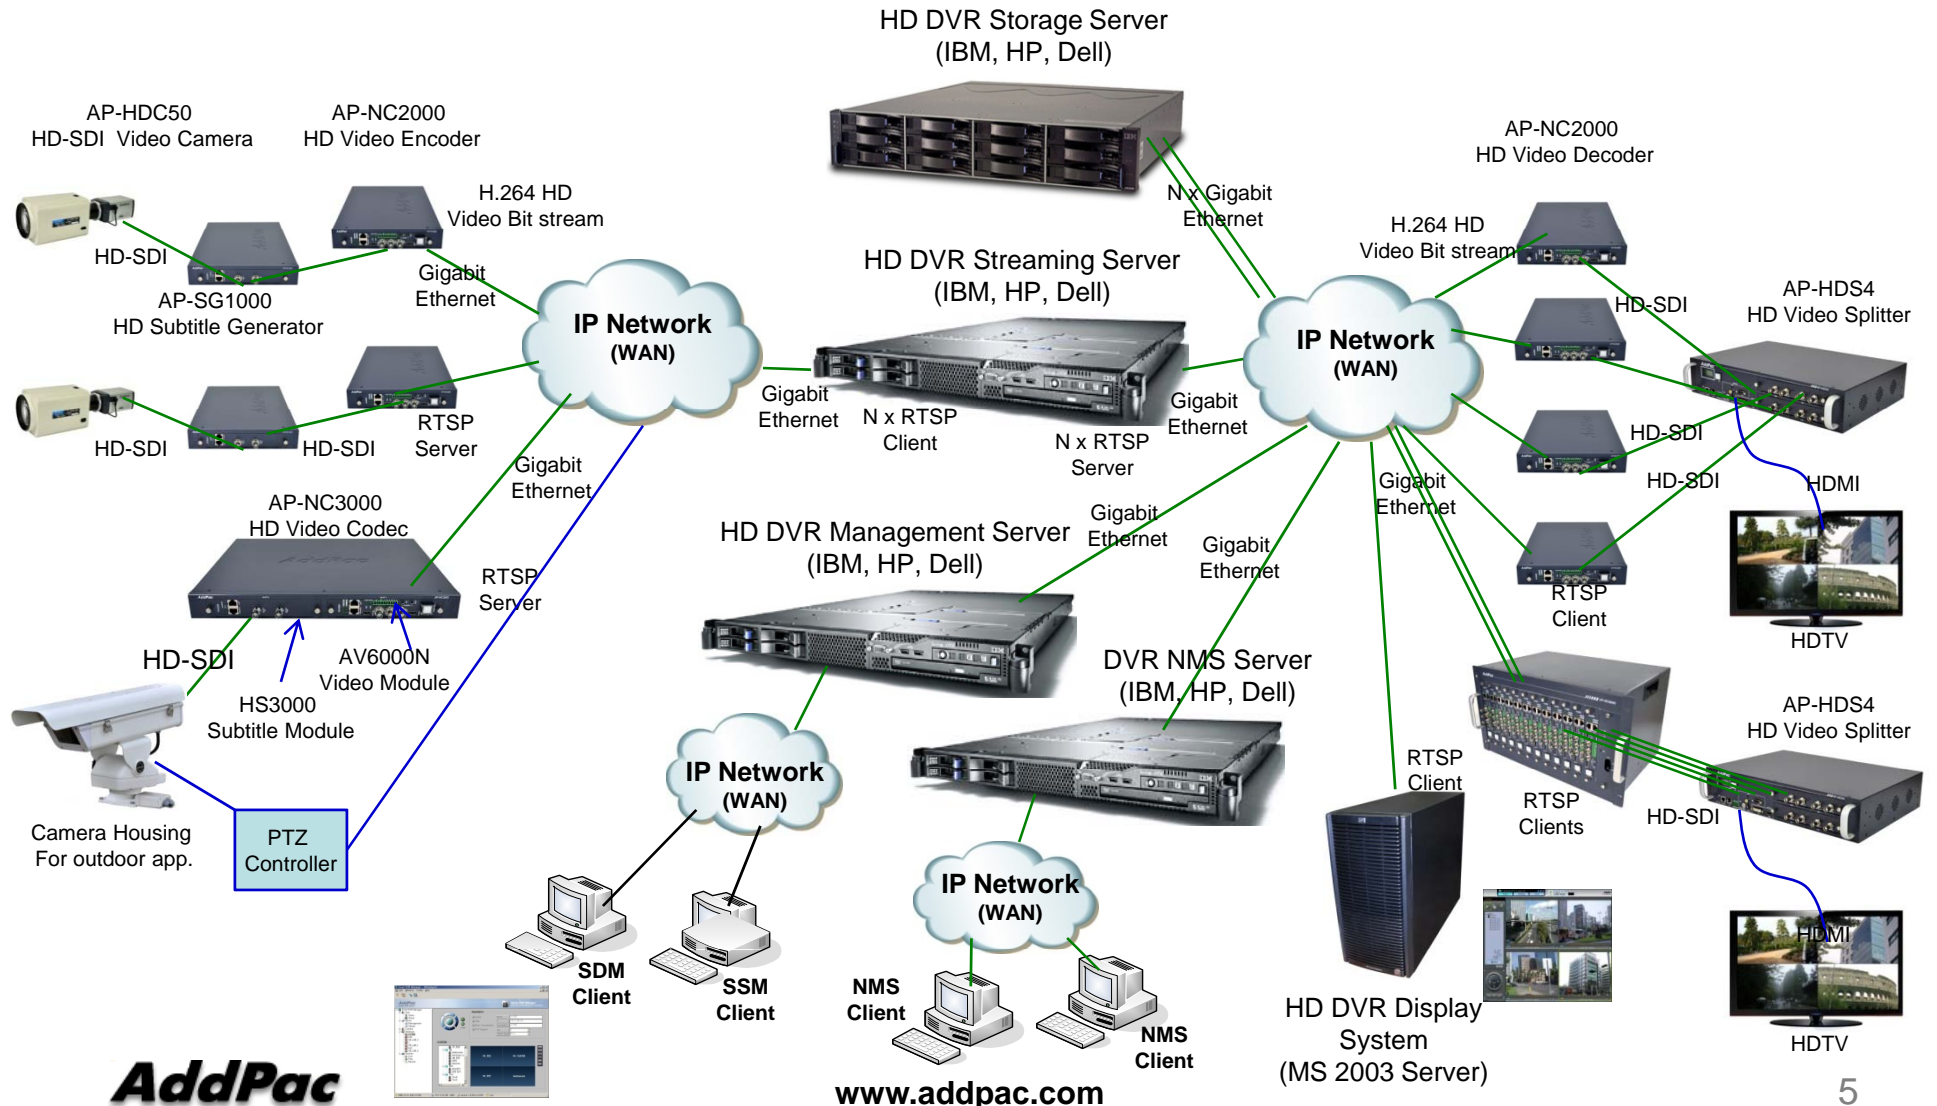 HD DVR Storage Server
(IBM, HP, Dell)
AP-HDC50
HD-SDI Video Camera
AP-NC2000
HD Video Encoder
H.264 HD
Video Bit stream
HD-SDI
AP-SG1000
HD Subtitle Generator
Gigabit
Ethernet
IP Network
(WAN)
HD DVR Streaming Server
(IBM, HP, Dell)
N x Gigabit
Ethernet
AP-NC2000
HD Video Decoder
H.264 HD
Video Bit stream
IP Network
(WAN)
HD-SDI
AP-HDS4
HD Video Splitter
HD-SDI
HD-SDI
RTSP
Server
Gigabit
Ethernet
N x RTSP
Client
N x RTSP
Server
Gigabit
Ethernet
HD-SDI
HD-SDI
HDMI
HDTV
Gigabit
Ethernet
AP-NC3000
HD Video Codec
AddPac
RTSP
Server
HD-SDI
HS3000
Subtitle Module
AV6000N
Video Module
HD DVR Management Server
(IBM, HP, Dell)
Gigabit
Ethernet
Gigabit
Ethernet
Gigabit
Ethernet
RTSP
Client
DVR NMS Server
(IBM, HP, Dell)
AP-HDS4
HD Video Splitter
IP Network
(WAN)
RTSP
Client
RTSP
Clients
HD-SDI
Camera Housing
For outdoor app.
PTZ
Controller
IP Network
(WAN)
HDMI
HDTV
SDM
Client
SSM
Client
NMS
Client
NMS
Client
HD DVR Display
System
(MS 2003 Server)
AddPac
www.addpac.com
5